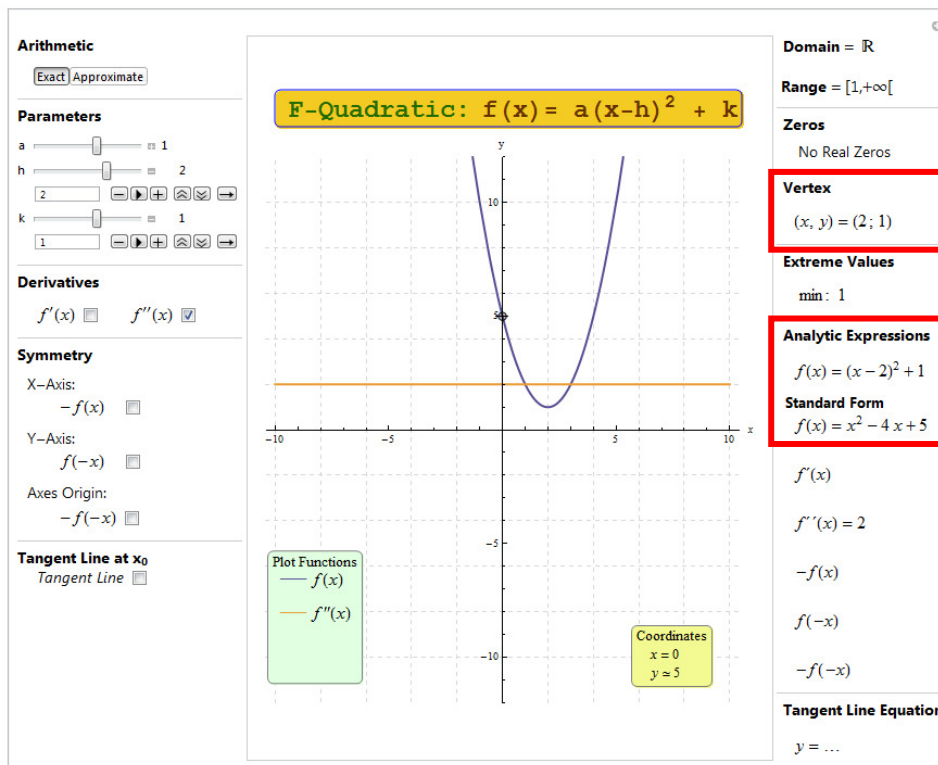 Arithmetic
Exact Approximate
Parameters
a 1
h 2
2
k 1
1
Derivatives
f′(x) f′′(x)
Symmetry
X–Axis:
−f(x)
Y–Axis:
f(−x)
Axes Origin:
−f(−x)
Tangent Line at x₀
Tangent Line
F-Quadratic: f(x)= a(x-h)² + k
y
10
5
-10 -5 5 10 x
-5
-10
Plot Functions
f(x)
f''(x)
Coordinates
x = 0
y ≃ 5
Domain = ℝ
Range = [1,+∞[
Zeros
No Real Zeros
Vertex
(x, y) = (2; 1)
Extreme Values
min: 1
Analytic Expressions
f(x) = (x − 2)² + 1
Standard Form
f(x) = x² − 4 x + 5
f′(x)
f′′(x) = 2
−f(x)
f(−x)
−f(−x)
Tangent Line Equation
y = …